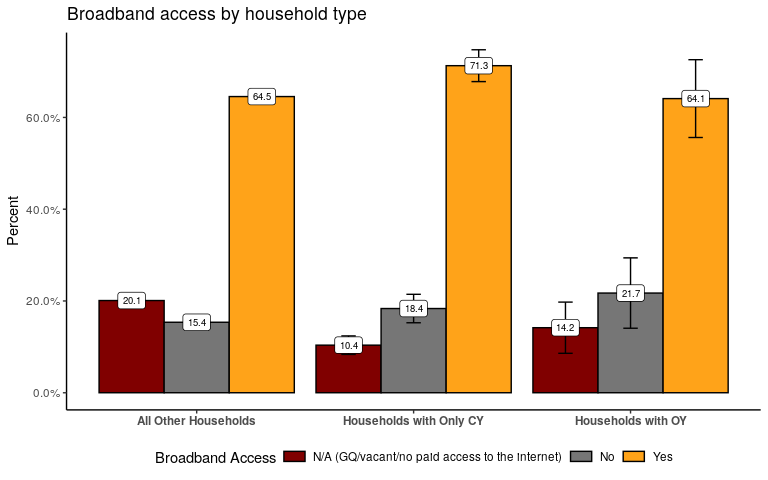 Broadband access by household type
Percent
60.0%
40.0%
20.0%
0.0%
20.1
15.4
64.5
10.4
18.4
71.3
14.2
21.7
64.1
All Other Households
Households with Only CY
Households with OY
Broadband Access N/A (GQ/vacant/no paid access to the internet) No Yes